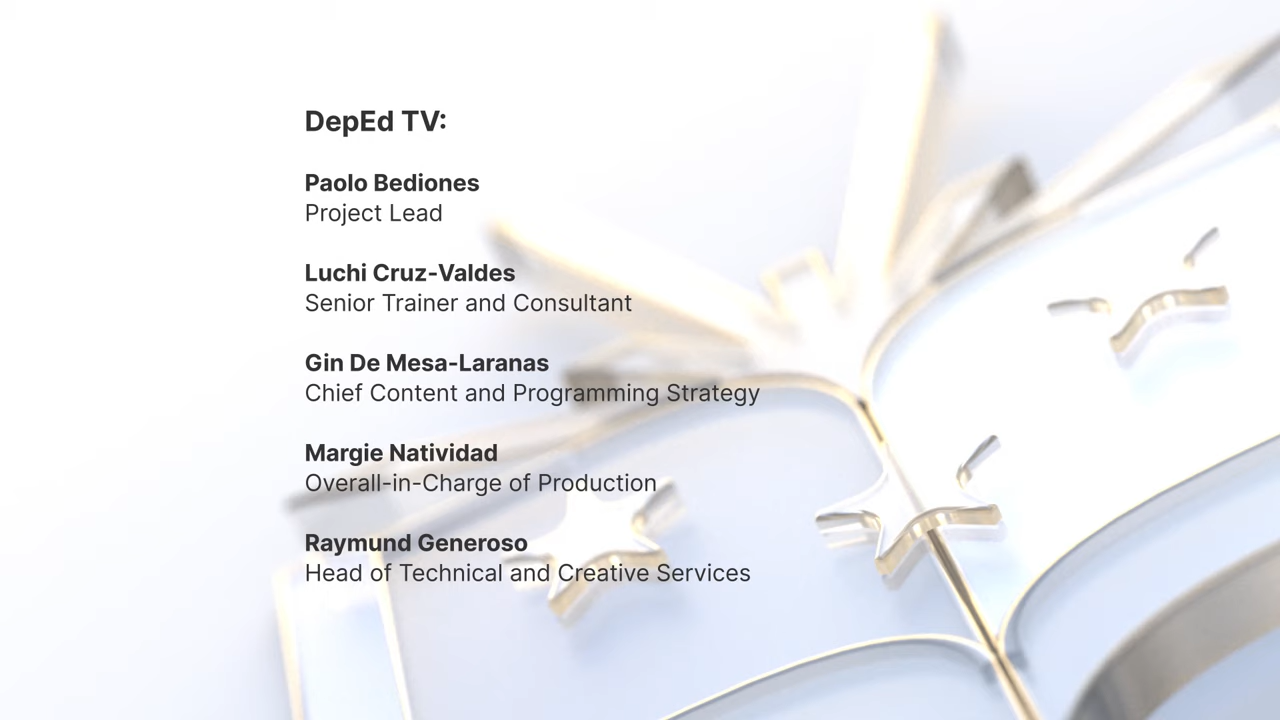 DepEd TV:
Paolo Bediones
Project Lead
Luchi Cruz-Valdes
Senior Trainer and Consultant
Gin De Mesa-Laranas
Chief Content and Programming Strategy
Margie Natividad
Overall-in-Charge of Production
Raymund Generoso
Head of Technical and Creative Services